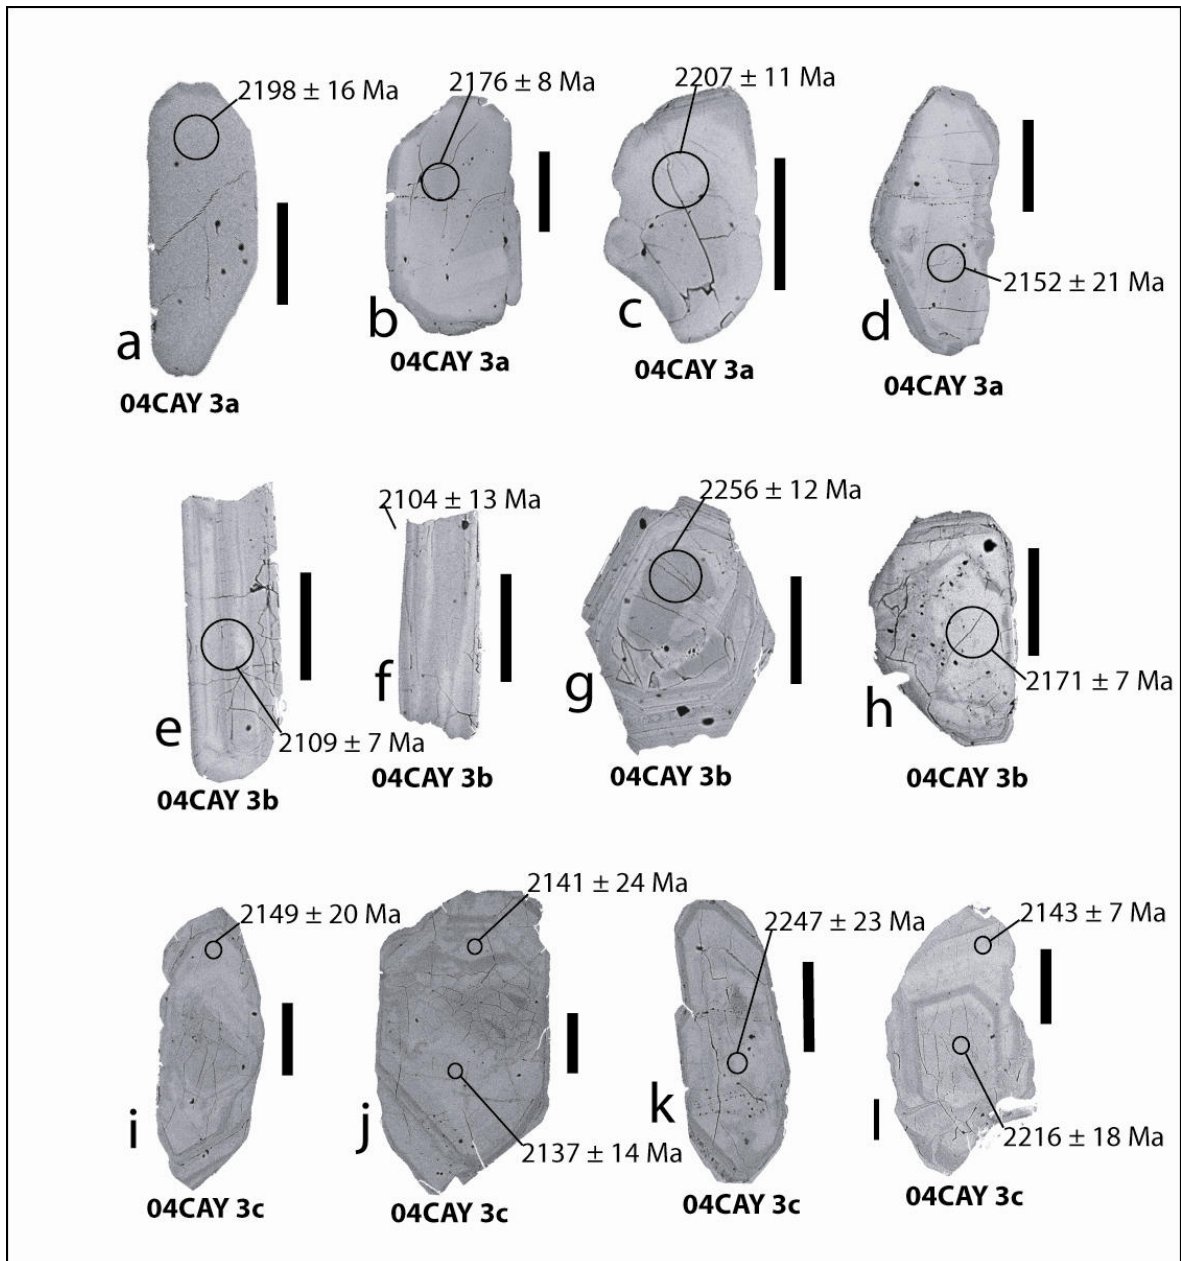 2198 ± 16 Ma
2176 ± 8 Ma
2207 ± 11 Ma
2152 ± 21 Ma
a
b
c
d
04CAY 3a
04CAY 3a
04CAY 3a
04CAY 3a
2104 ± 13 Ma
2256 ± 12 Ma
2171 ± 7 Ma
2109 ± 7 Ma
e
f
g
h
04CAY 3b
04CAY 3b
04CAY 3b
04CAY 3b
2149 ± 20 Ma
2141 ± 24 Ma
2247 ± 23 Ma
2143 ± 7 Ma
2137 ± 14 Ma
2216 ± 18 Ma
i
j
k
l
04CAY 3c
04CAY 3c
04CAY 3c
04CAY 3c